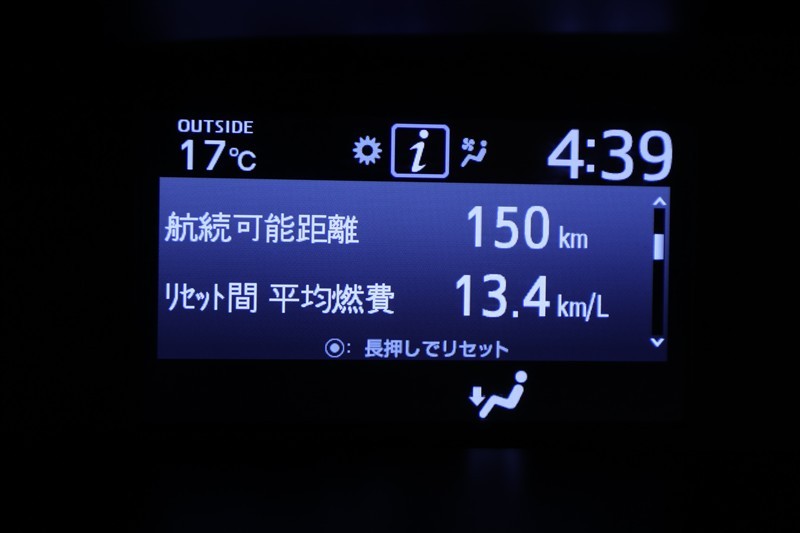 OUTSIDE
17℃
i
4:39
航続可能距離 150 km
ﾘｾｯﾄ間 平均燃費 13.4 km/L
◉: 長押しでリセット